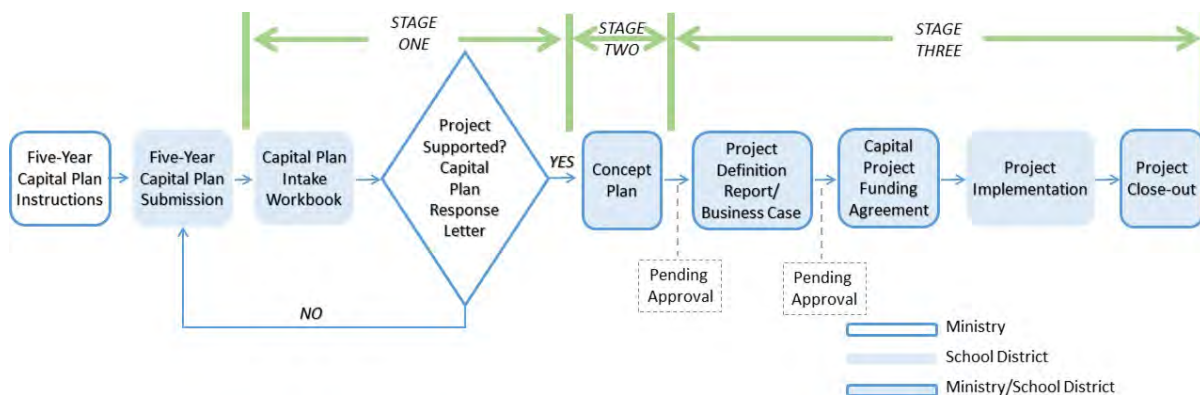 STAGE
ONE
STAGE
TWO
STAGE
THREE
Five-Year
Capital Plan
Instructions
Five-Year
Capital Plan
Submission
Capital Plan
Intake
Workbook
Project
Supported?
Capital
Plan
Response
Letter
YES
Concept
Plan
Project
Definition
Report/
Business Case
Capital
Project
Funding
Agreement
Project
Implementation
Project
Close-out
Pending
Approval
Pending
Approval
NO
Ministry
School District
Ministry/School District